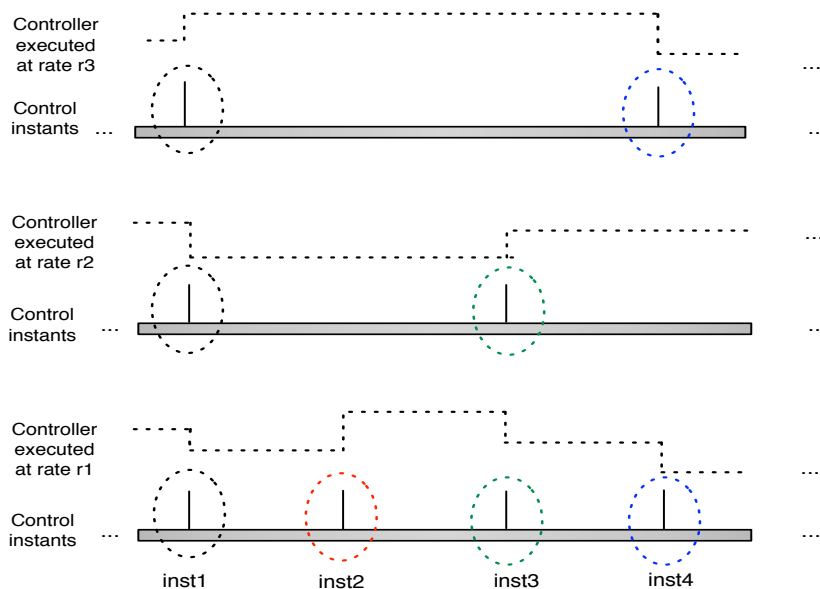 Controller
executed
at rate r3
...
Control
instants ... ...
Controller
executed
at rate r2
...
Control
instants
... ...
Controller
executed
at rate r1
...
Control
instants
... ...
inst1 inst2 inst3 inst4